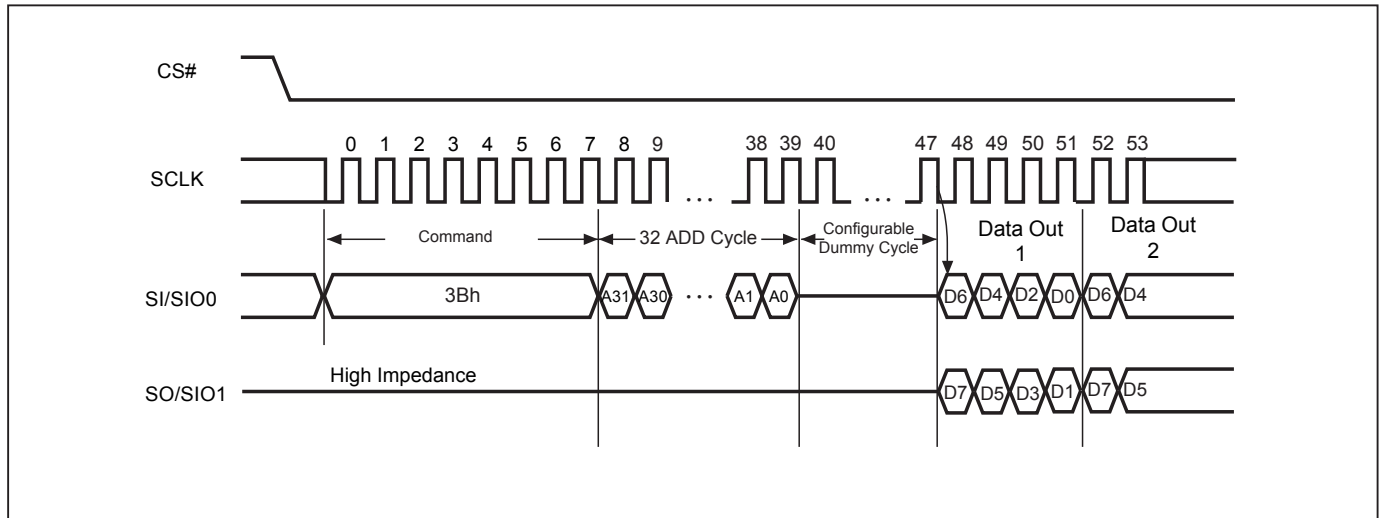 CS#
0 1 2 3 4 5 6 7 8 9 38 39 40 47 48 49 50 51 52 53
SCLK
... ...
Command
32 ADD Cycle
Configurable
Dummy Cycle
Data Out
1
Data Out
2
SI/SIO0
3Bh
A31 A30 ... A1 A0
D6 D4 D2 D0 D6 D4
High Impedance
SO/SIO1
D7 D5 D3 D1 D7 D5